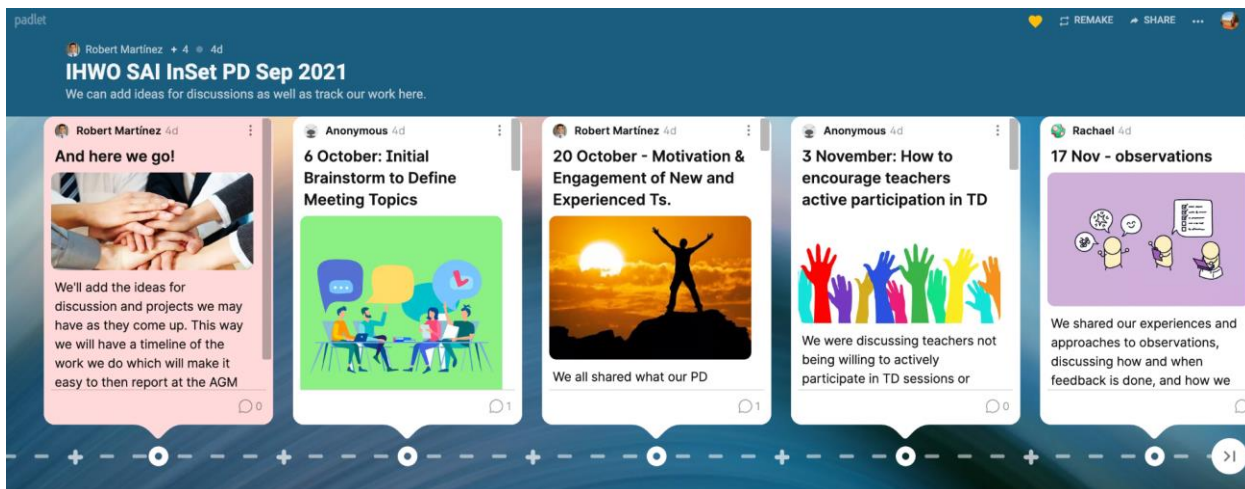 padlet
REMAKE
SHARE
Robert Martínez + 4 4d
IHWO SAI InSet PD Sep 2021
We can add ideas for discussions as well as track our work here.
Robert Martínez 4d
And here we go!
We'll add the ideas for
discussion and projects we may
have as they come up. This way
we will have a timeline of the
work we do which will make it
easy to then report at the AGM
0
Anonymous 4d
6 October: Initial
Brainstorm to Define
Meeting Topics
1
Robert Martínez 4d
20 October - Motivation &
Engagement of New and
Experienced Ts.
We all shared what our PD
1
Anonymous 4d
3 November: How to
encourage teachers
active participation in TD
We were discussing teachers not
being willing to actively
participate in TD sessions or
0
Rachael 4d
17 Nov - observations
We shared our experiences and
approaches to observations,
discussing how and when
feedback is done, and how we